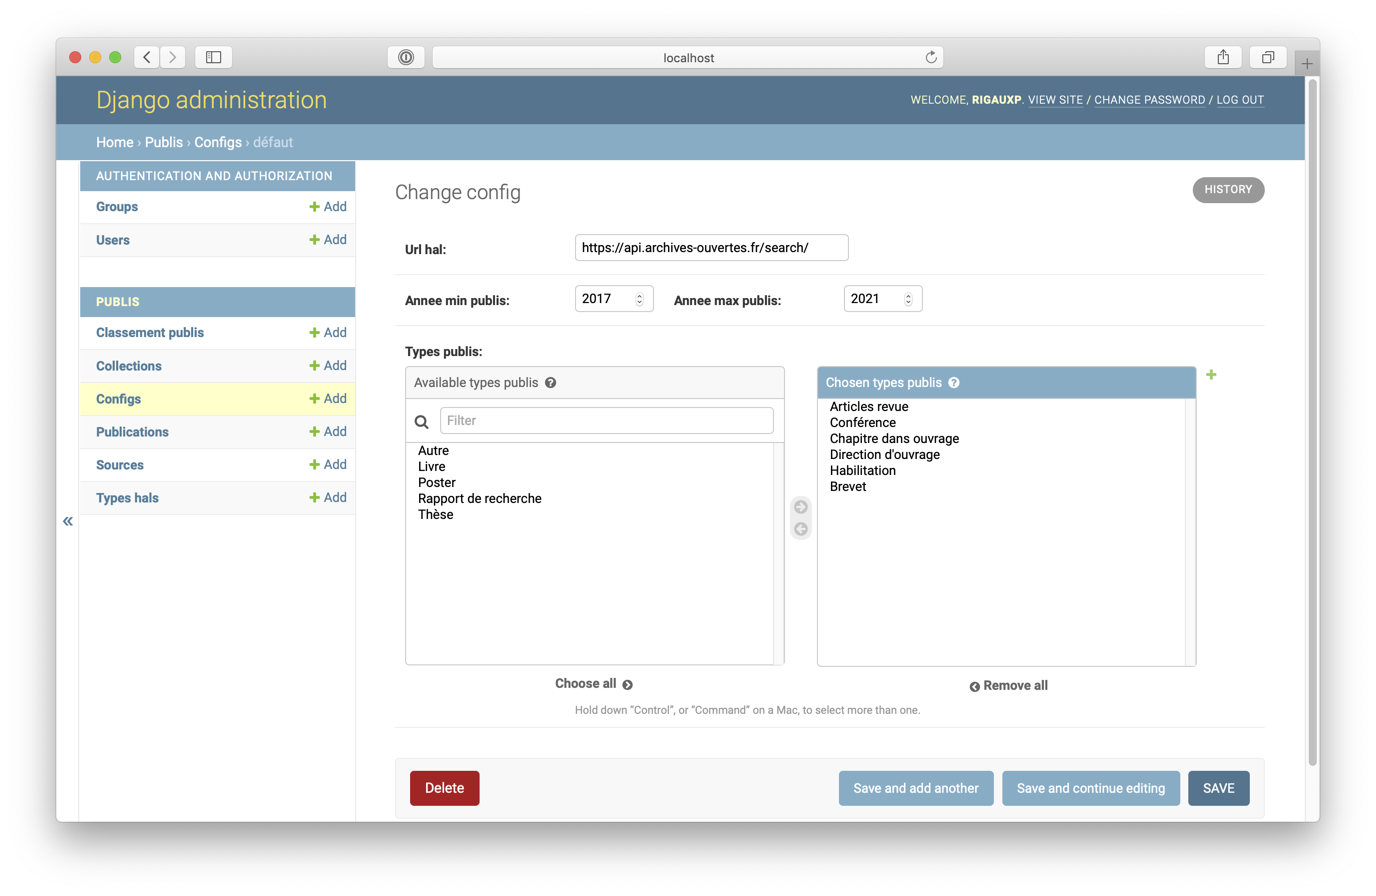 localhost
Django administration
WELCOME, RIGAUXP. VIEW SITE / CHANGE PASSWORD / LOG OUT
Home › Publis › Configs › défaut
AUTHENTICATION AND AUTHORIZATION
Groups + Add
Users + Add
PUBLIS
Classement publis + Add
Collections + Add
Configs + Add
Publications + Add
Sources + Add
Types hals + Add
«
Change config
HISTORY
Url hal: https://api.archives-ouvertes.fr/search/
Annee min publis: 2017 Annee max publis: 2021
Types publis:
Available types publis ?
Filter
Autre
Livre
Poster
Rapport de recherche
Thèse
Choose all
Chosen types publis ?
Articles revue
Conférence
Chapitre dans ouvrage
Direction d'ouvrage
Habilitation
Brevet
Remove all
Hold down “Control”, or “Command” on a Mac, to select more than one.
Delete
Save and add another
Save and continue editing
SAVE